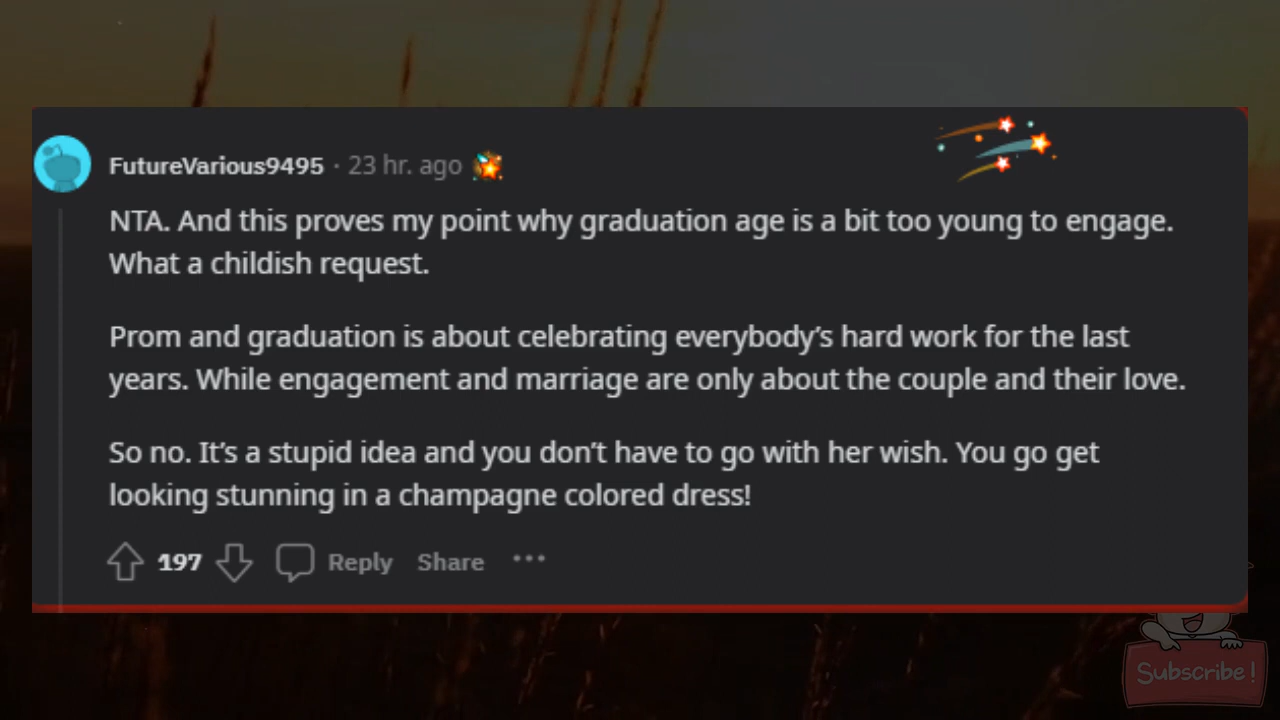 FutureVarious9495 · 23 hr. ago
NTA. And this proves my point why graduation age is a bit too young to engage.
What a childish request.
Prom and graduation is about celebrating everybody's hard work for the last
years. While engagement and marriage are only about the couple and their love.
So no. It's a stupid idea and you don't have to go with her wish. You go get
looking stunning in a champagne colored dress!
197 Reply Share ···
Subscribe!